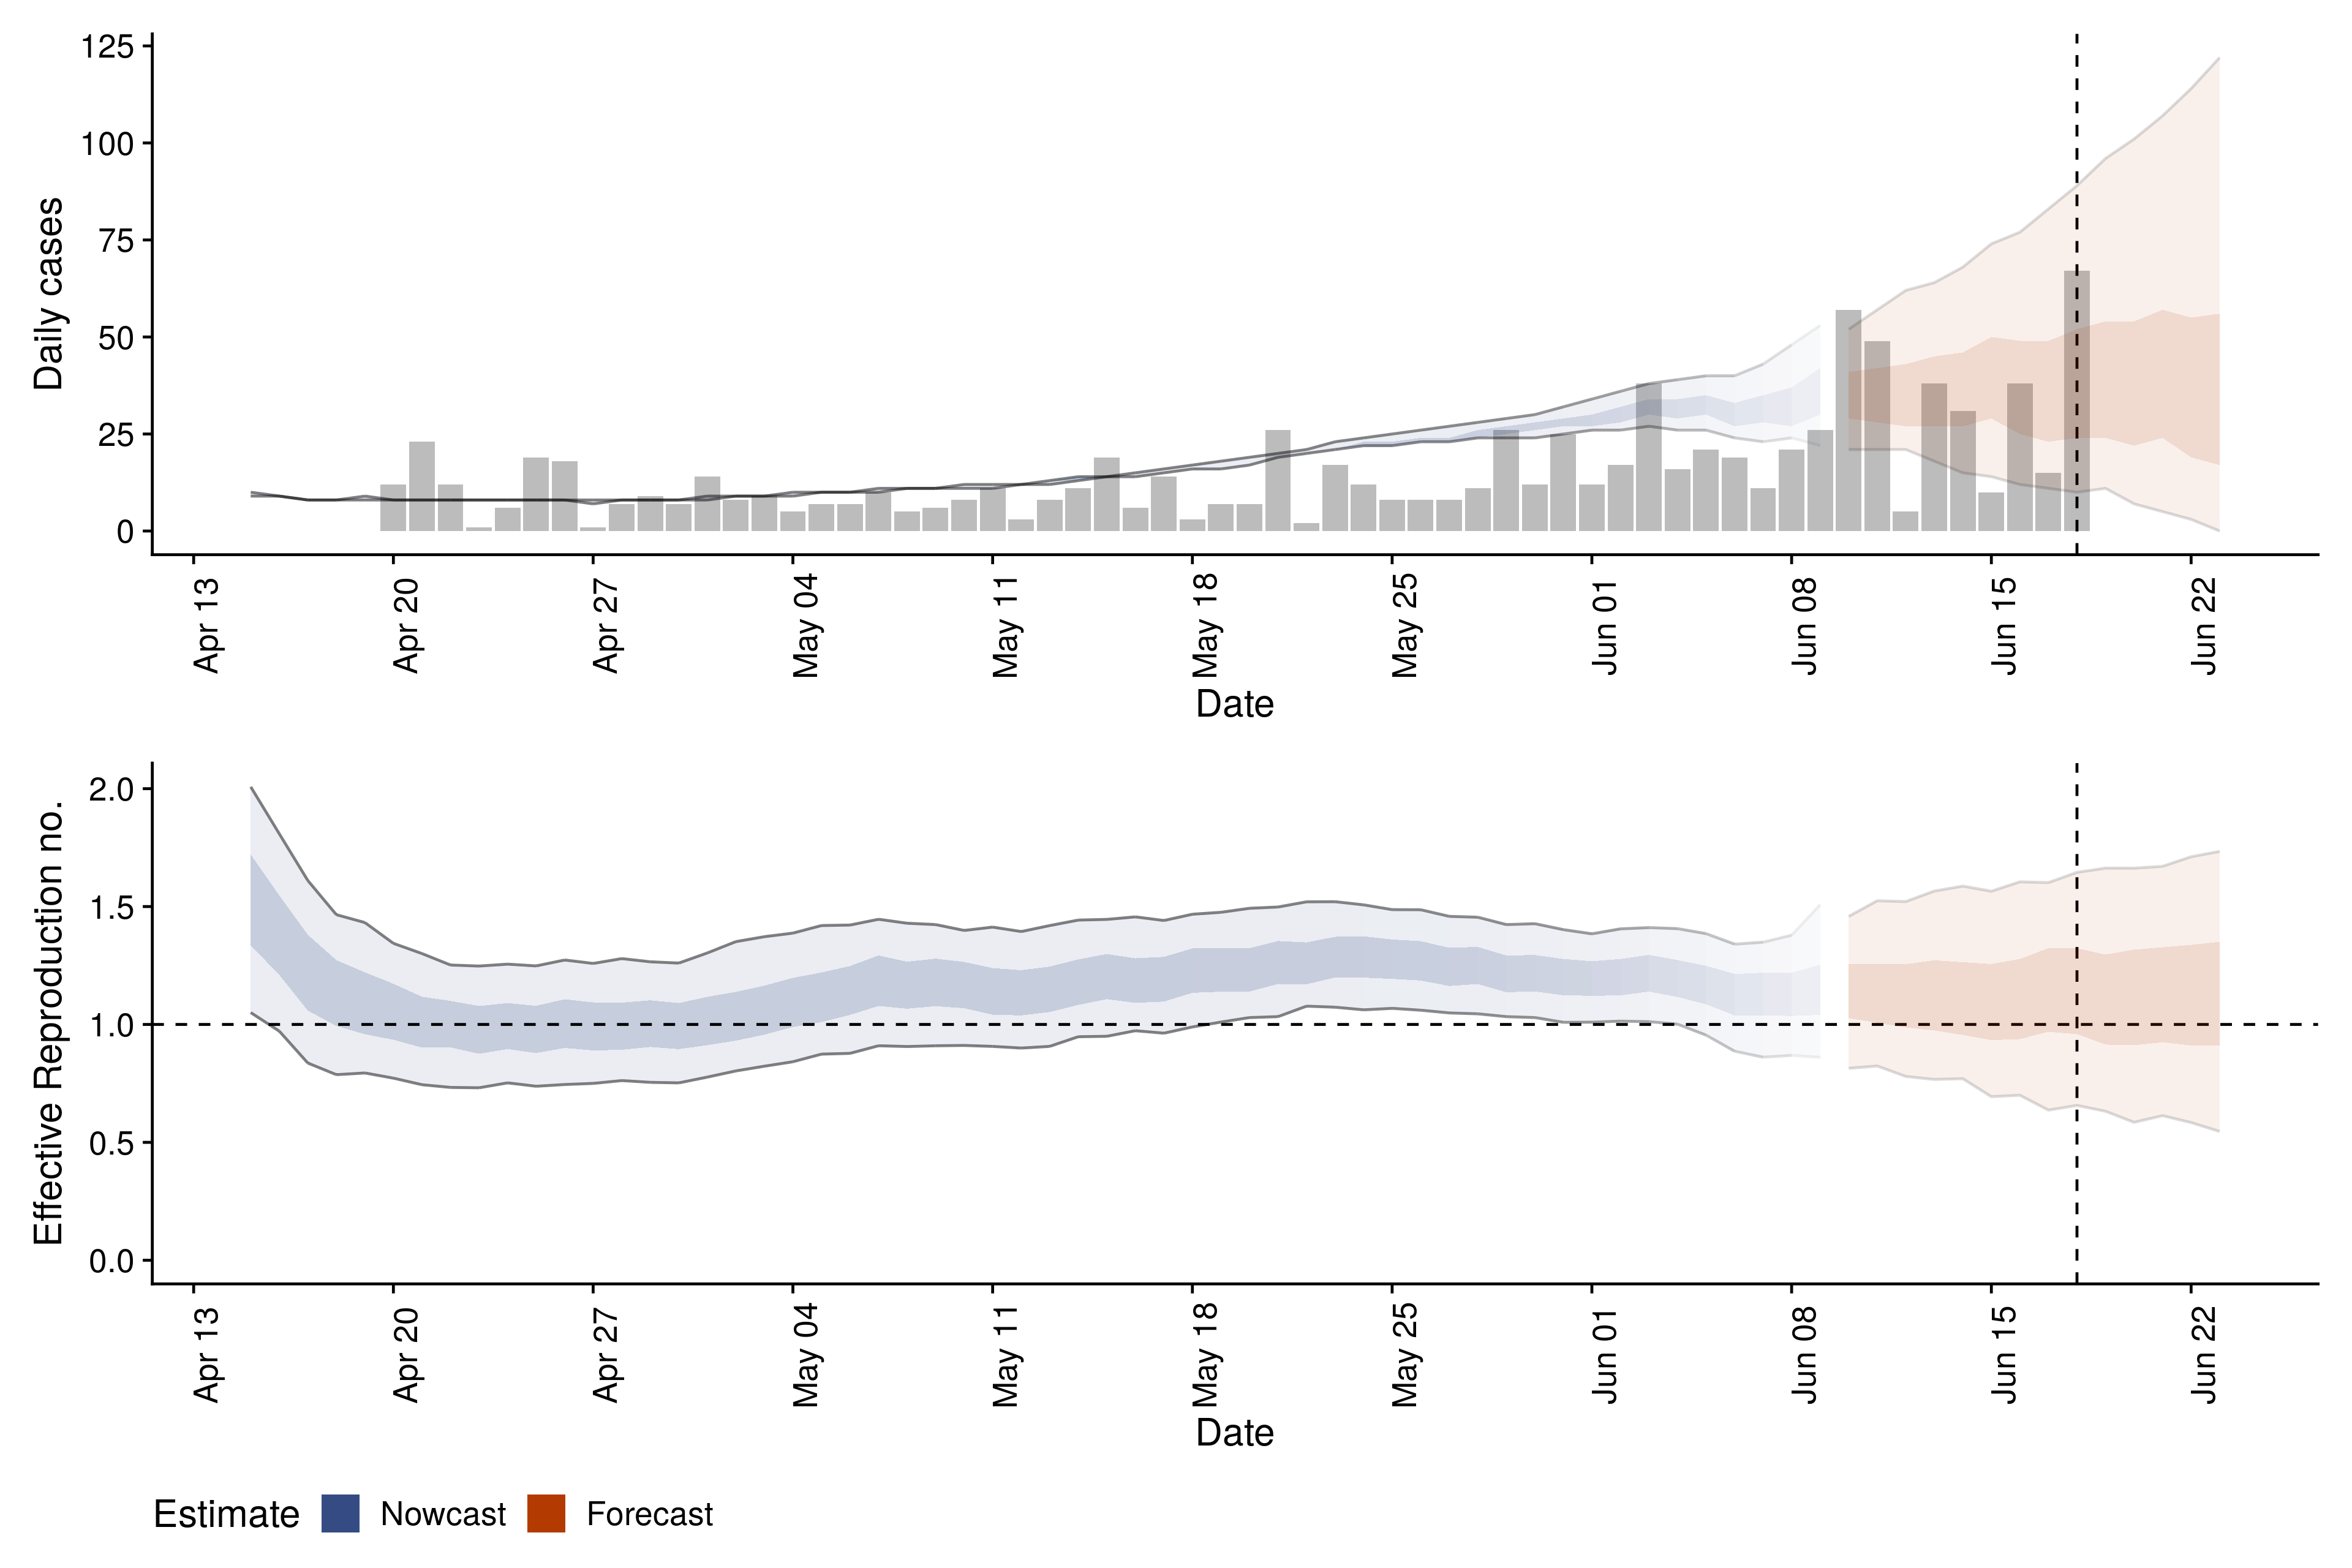 125
100
75
50
25
0
Daily cases
Apr 13
Apr 20
Apr 27
May 04
May 11
May 18
May 25
Jun 01
Jun 08
Jun 15
Jun 22
Date
2.0
1.5
1.0
0.5
0.0
Effective Reproduction no.
Apr 13
Apr 20
Apr 27
May 04
May 11
May 18
May 25
Jun 01
Jun 08
Jun 15
Jun 22
Date
Estimate Nowcast Forecast